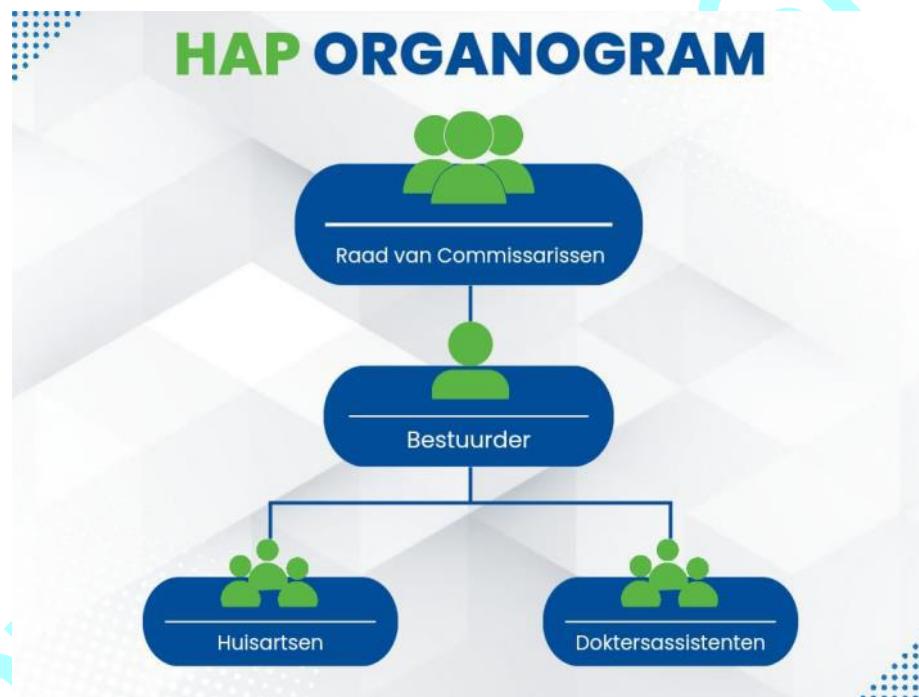 HAP ORGANOGRAM
Raad van Commissarissen
Bestuurder
Huisartsen
Doktersassistenten